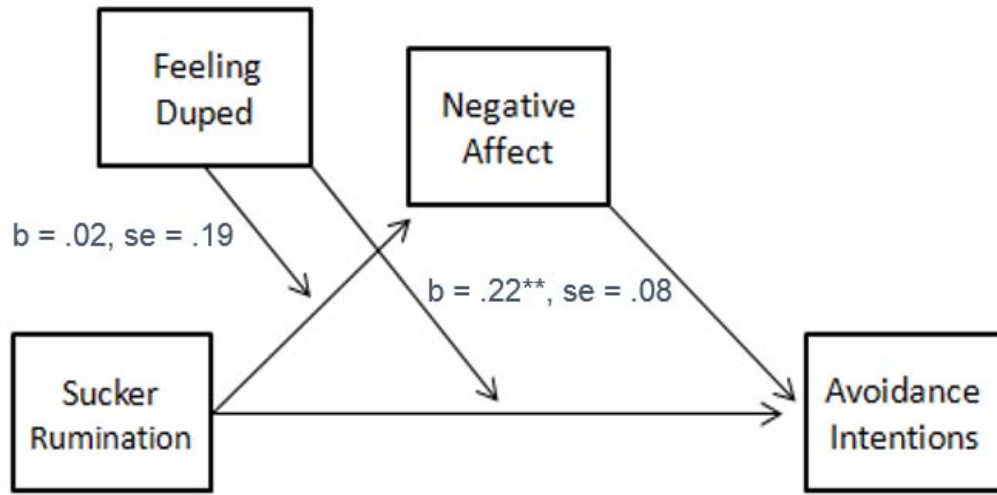 Feeling
Duped
Negative
Affect
b = .02, se = .19
b = .22**, se = .08
Sucker
Rumination
Avoidance
Intentions